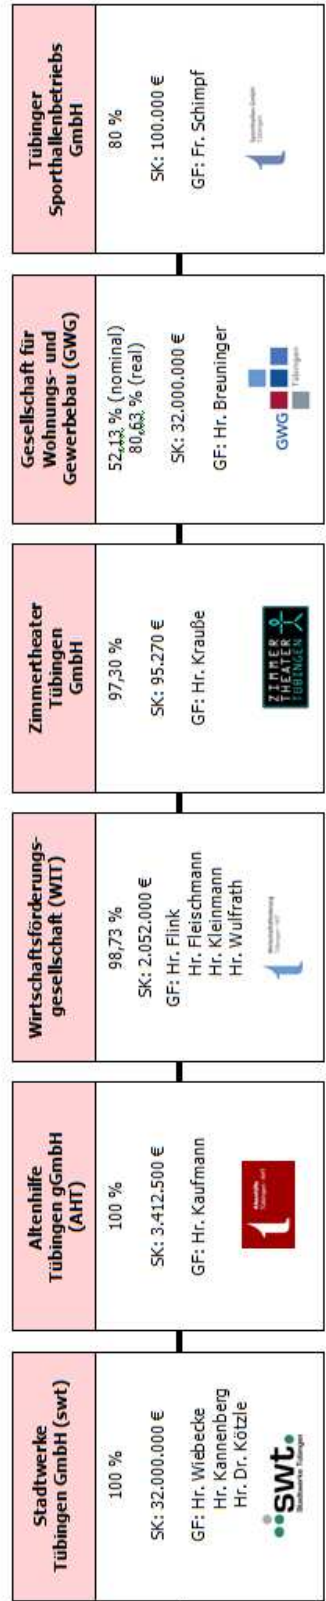 Stadtwerke
Tübingen GmbH (swt)
100 %
SK: 32.000.000 €
GF: Hr. Wiebecke
Hr. Kannenberg
Hr. Dr. Kötzle
swt.
Stadtwerke Tübingen
Altenhilfe
Tübingen gGmbH
(AHT)
100 %
SK: 3.412.500 €
GF: Hr. Kaufmann
Altenhilfe
Wirtschaftsförderungs-
gesellschaft (WIT)
98,73 %
SK: 2.052.000 €
GF: Hr. Flink
Hr. Fleischmann
Hr. Kleinmann
Hr. Wulfrath
Wirtschaftsförderung
Zimmertheater
Tübingen
GmbH
97,30 %
SK: 95.270 €
GF: Hr. Krauße
ZIMMER
THEATER
TÜBINGEN
Gesellschaft für
Wohnungs- und
Gewerbebau (GWG)
52,13 % (nominal)
80,63 % (real)
SK: 32.000.000 €
GF: Hr. Breuninger
GWG
Tübingen
Tübinger
Sporthallenbetriebs
GmbH
80 %
SK: 100.000 €
GF: Fr. Schimpf
Sporthallen GmbH
Tübingen